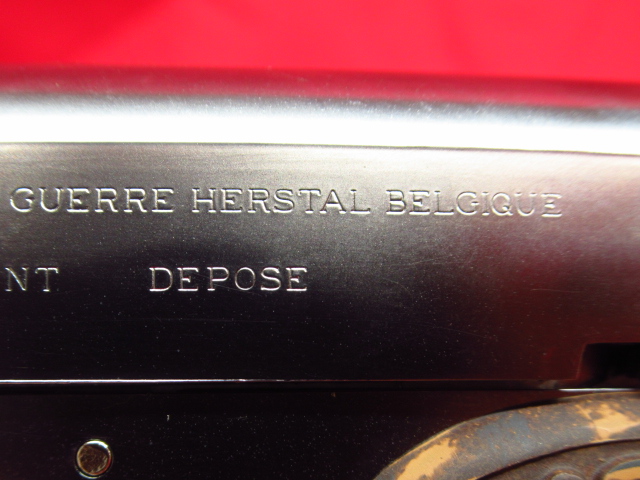 GUERRE HERSTAL BELGIQUE
NT DEPOSE